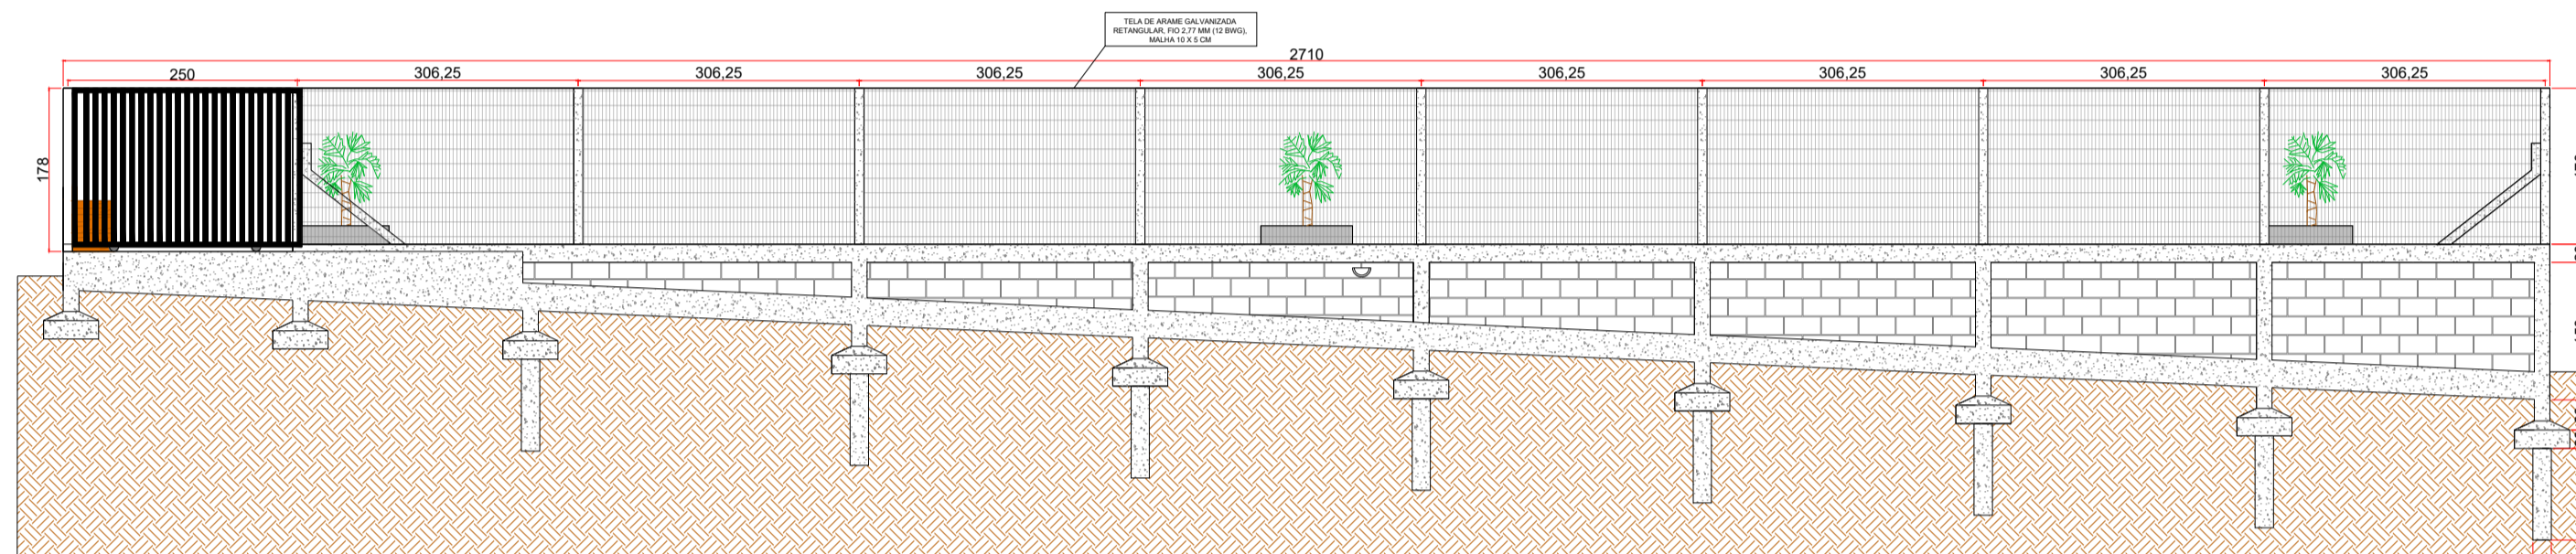 TELA DE ARAME GALVANIZADA
RETANGULAR, FIO 2,77 MM (12 BWG),
MALHA 10 X 5 CM
2710
250 306,25 306,25 306,25 306,25 306,25 306,25 306,25 306,25
178